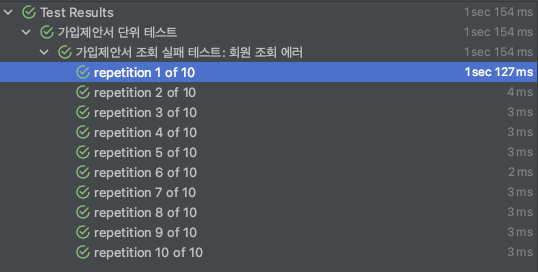 Test Results 1 sec 154 ms
가입제안서 단위 테스트 1 sec 154 ms
가입제안서 조회 실패 테스트: 회원 조회 에러 1 sec 154 ms
repetition 1 of 10 1 sec 127 ms
repetition 2 of 10 4 ms
repetition 3 of 10 3 ms
repetition 4 of 10 3 ms
repetition 5 of 10 3 ms
repetition 6 of 10 2 ms
repetition 7 of 10 3 ms
repetition 8 of 10 3 ms
repetition 9 of 10 3 ms
repetition 10 of 10 3 ms